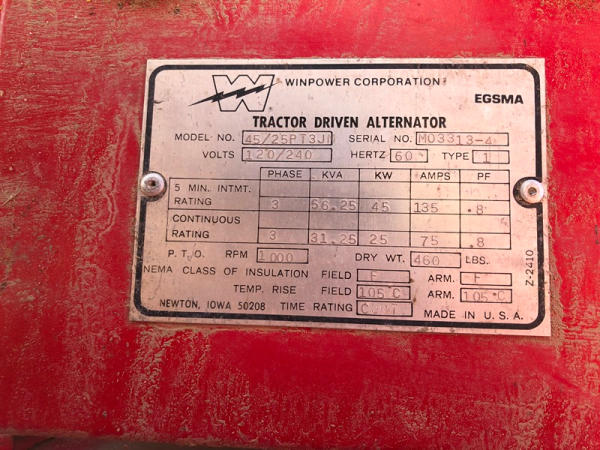 W WINPOWER CORPORATION
EGSMA
TRACTOR DRIVEN ALTERNATOR
MODEL NO. 45/25PT3J1 SERIAL NO. M03313-4
VOLTS 120/240 HERTZ 60 TYPE 1
PHASE KVA KW AMPS PF
5 MIN. INTMT. RATING 3 56.25 45 135 .8
CONTINUOUS RATING 3 31.25 25 75 .8
P.T.O. RPM 1000 DRY WT. 460 LBS.
NEMA CLASS OF INSULATION FIELD F ARM. F
TEMP. RISE FIELD 105°C ARM. 105°C
NEWTON, IOWA 50208 TIME RATING MADE IN U.S.A.
Z-2410